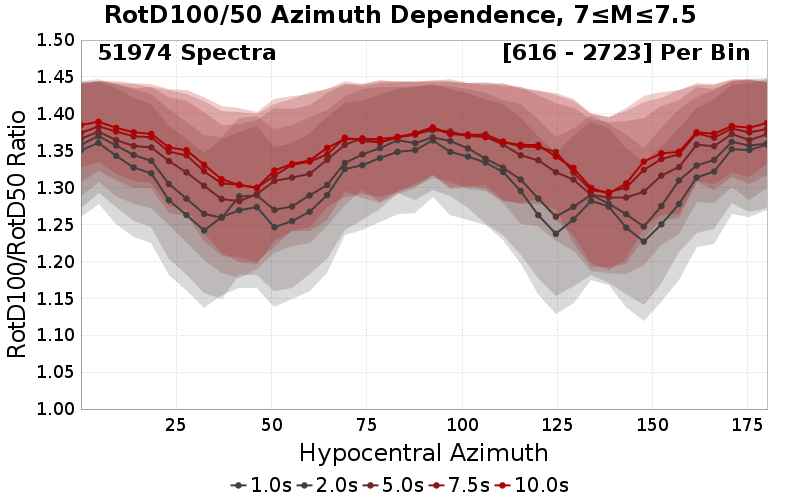 RotD100/50 Azimuth Dependence, 7≤M≤7.5
51974 Spectra
[616 - 2723] Per Bin
RotD100/RotD50 Ratio
1.50
1.45
1.40
1.35
1.30
1.25
1.20
1.15
1.10
1.05
1.00
25 50 75 100 125 150 175
Hypocentral Azimuth
1.0s 2.0s 5.0s 7.5s 10.0s